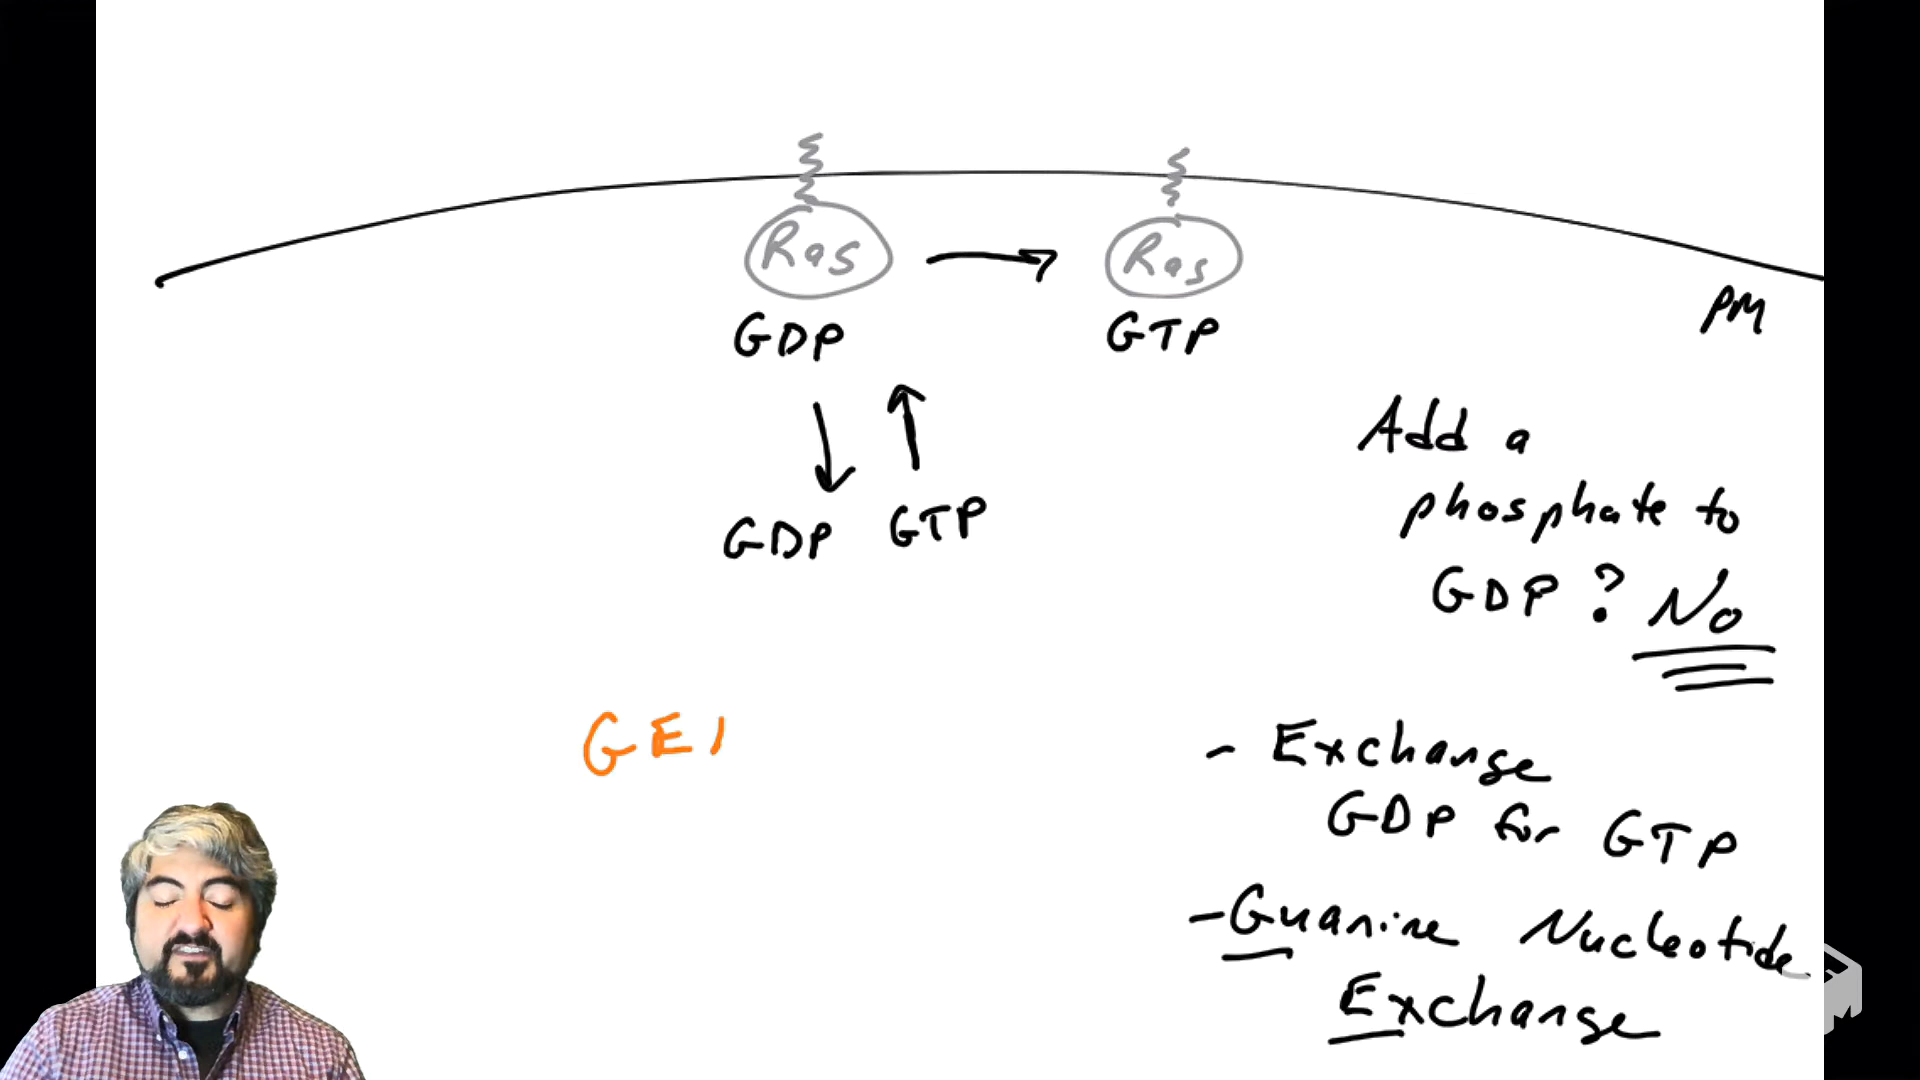 Ras Ras
GDP GTP
PM
GDP GTP
Add a
phosphate to
GDP? No
GE
- Exchange
GDP for GTP
- Guanine Nucleotide
Exchange